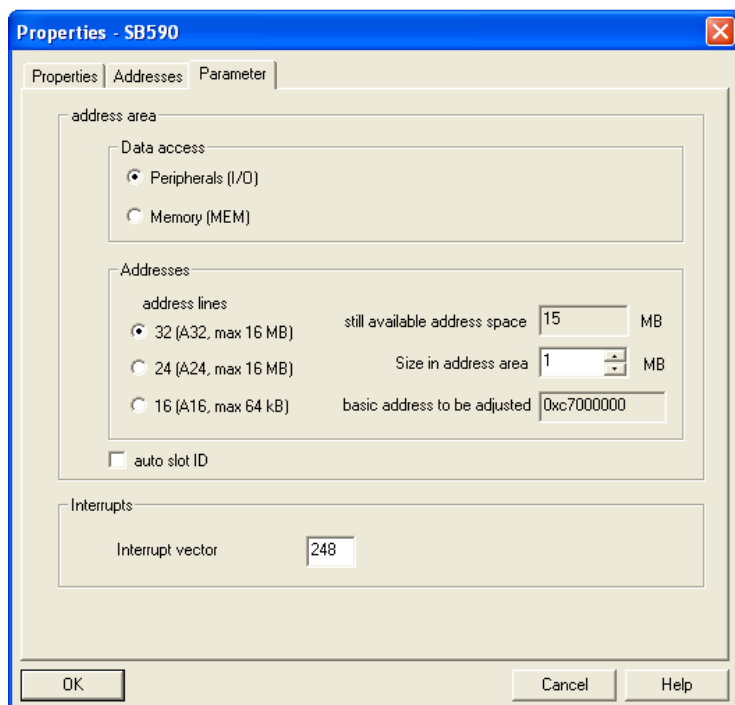 Properties - SB590
Properties Addresses Parameter
address area
Data access
Peripherals (I/O)
Memory (MEM)
Addresses
address lines
32 (A32, max 16 MB)
still available address space 15 MB
24 (A24, max 16 MB)
Size in address area 1 MB
16 (A16, max 64 kB)
basic address to be adjusted 0xc7000000
auto slot ID
Interrupts
Interrupt vector 248
OK Cancel Help